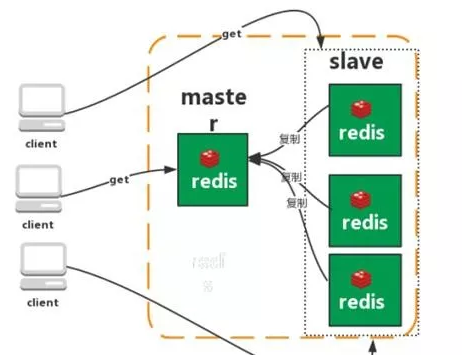 get
slave
maste
r
client
redis
复制
redis
get
复制
redis
复制
client
redis
client